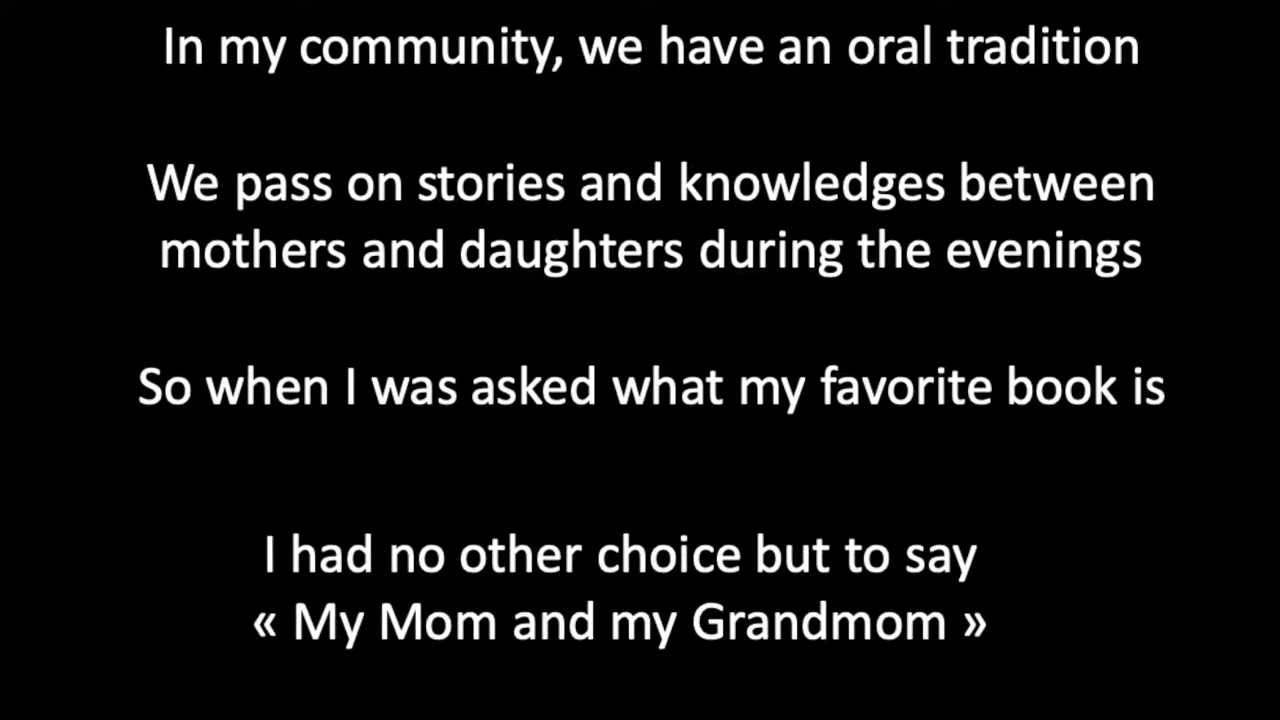 In my community, we have an oral tradition
We pass on stories and knowledges between
mothers and daughters during the evenings
So when I was asked what my favorite book is
I had no other choice but to say
« My Mom and my Grandmom »